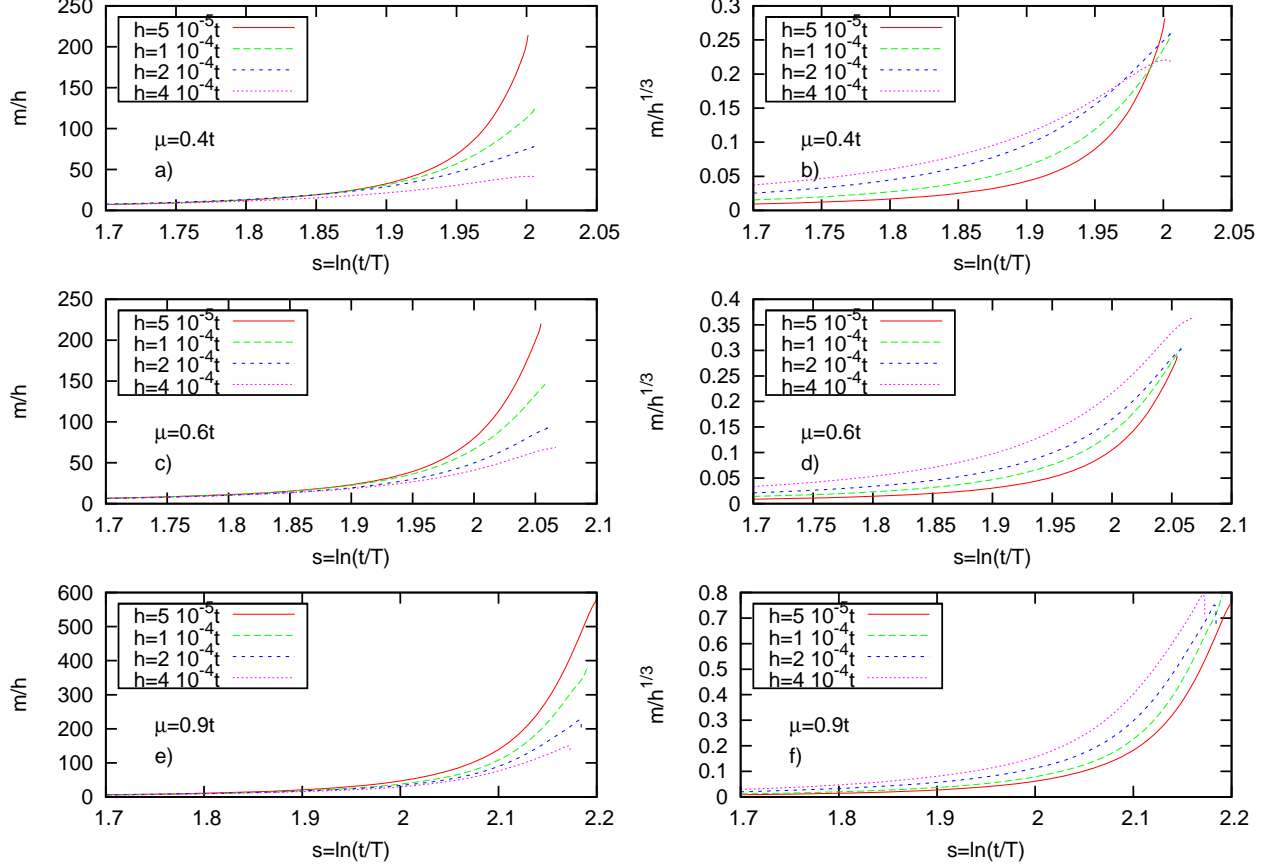 250
200
150
100
50
0
m/h
h=5 10^-5t
h=1 10^-4t
h=2 10^-4t
h=4 10^-4t
μ=0.4t
a)
1.7 1.75 1.8 1.85 1.9 1.95 2 2.05
s=ln(t/T)
0.3
0.25
0.2
0.15
0.1
0.05
0
m/h^1/3
h=5 10^-5t
h=1 10^-4t
h=2 10^-4t
h=4 10^-4t
μ=0.4t
b)
1.7 1.75 1.8 1.85 1.9 1.95 2 2.05
s=ln(t/T)
250
200
150
100
50
0
m/h
h=5 10^-5t
h=1 10^-4t
h=2 10^-4t
h=4 10^-4t
μ=0.6t
c)
1.7 1.75 1.8 1.85 1.9 1.95 2 2.05 2.1
s=ln(t/T)
0.4
0.35
0.3
0.25
0.2
0.15
0.1
0.05
0
m/h^1/3
h=5 10^-5t
h=1 10^-4t
h=2 10^-4t
h=4 10^-4t
μ=0.6t
d)
1.7 1.75 1.8 1.85 1.9 1.95 2 2.05 2.1
s=ln(t/T)
600
500
400
300
200
100
0
m/h
h=5 10^-5t
h=1 10^-4t
h=2 10^-4t
h=4 10^-4t
μ=0.9t
e)
1.7 1.8 1.9 2 2.1 2.2
s=ln(t/T)
0.8
0.7
0.6
0.5
0.4
0.3
0.2
0.1
0
m/h^1/3
h=5 10^-5t
h=1 10^-4t
h=2 10^-4t
h=4 10^-4t
μ=0.9t
f)
1.7 1.8 1.9 2 2.1 2.2
s=ln(t/T)